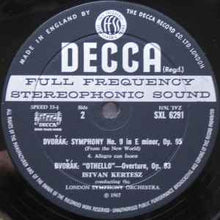 MADE IN ENGLAND BY THE DECCA RECORD CO. LTD.
ffss
DECCA
(Regd.)
FULL FREQUENCY
STEREOPHONIC SOUND
SPEED 33⅓
Side
2
SXL 6291
DECCA
DVOŘÁK: SYMPHONY No. 9 in E minor, Op. 95
(From the New World)
4. Allegro con fuoco
DVOŘÁK: "OTHELLO"—Overture, Op. 93
ISTVAN KERTESZ
conducting the
LONDON SYMPHONY ORCHESTRA
℗ 1967